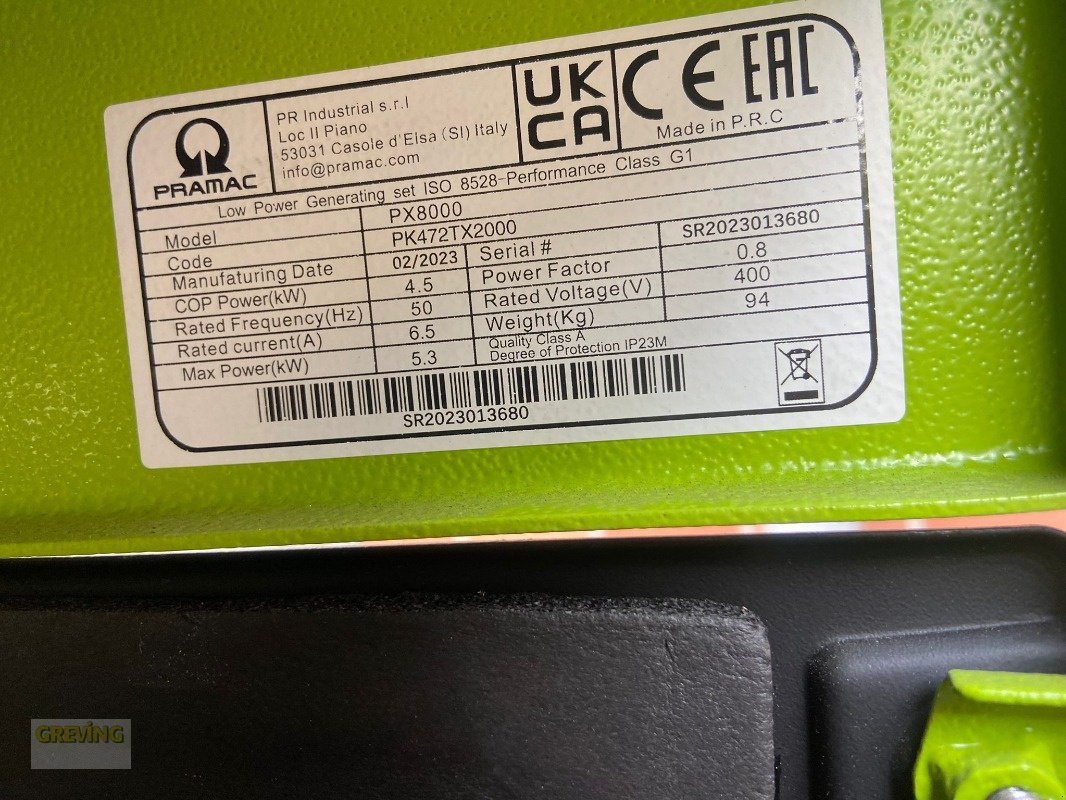 PRAMAC
PR Industrial s.r.l
Loc II Piano
53031 Casole d'Elsa (SI) Italy
info@pramac.com
UK
CA
CE EAC
Made in P.R.C
Low Power Generating set ISO 8528-Performance Class G1
Model PX8000
Code PK472TX2000
Manufaturing Date 02/2023 Serial # SR2023013680
COP Power(kW) 4.5 Power Factor 0.8
Rated Frequency(Hz) 50 Rated Voltage(V) 400
Rated current(A) 6.5 Weight(Kg) 94
Max Power(kW) 5.3 Quality Class A
Degree of Protection IP23M
SR2023013680
GREVING